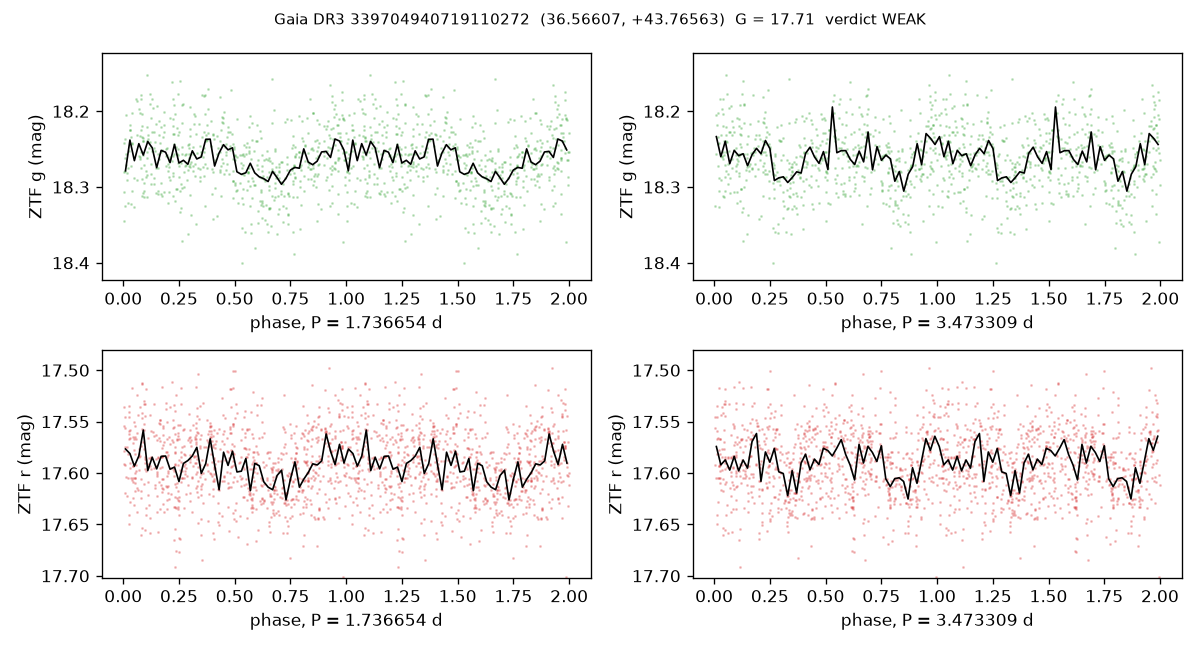 Gaia DR3 339704940719110272  (36.56607, +43.76563)  G = 17.71  verdict WEAK
ZTF g (mag)
18.2
18.3
18.4
0.00 0.25 0.50 0.75 1.00 1.25 1.50 1.75 2.00
phase, P = 1.736654 d
ZTF g (mag)
18.2
18.3
18.4
0.00 0.25 0.50 0.75 1.00 1.25 1.50 1.75 2.00
phase, P = 3.473309 d
ZTF r (mag)
17.50
17.55
17.60
17.65
17.70
0.00 0.25 0.50 0.75 1.00 1.25 1.50 1.75 2.00
phase, P = 1.736654 d
ZTF r (mag)
17.50
17.55
17.60
17.65
17.70
0.00 0.25 0.50 0.75 1.00 1.25 1.50 1.75 2.00
phase, P = 3.473309 d